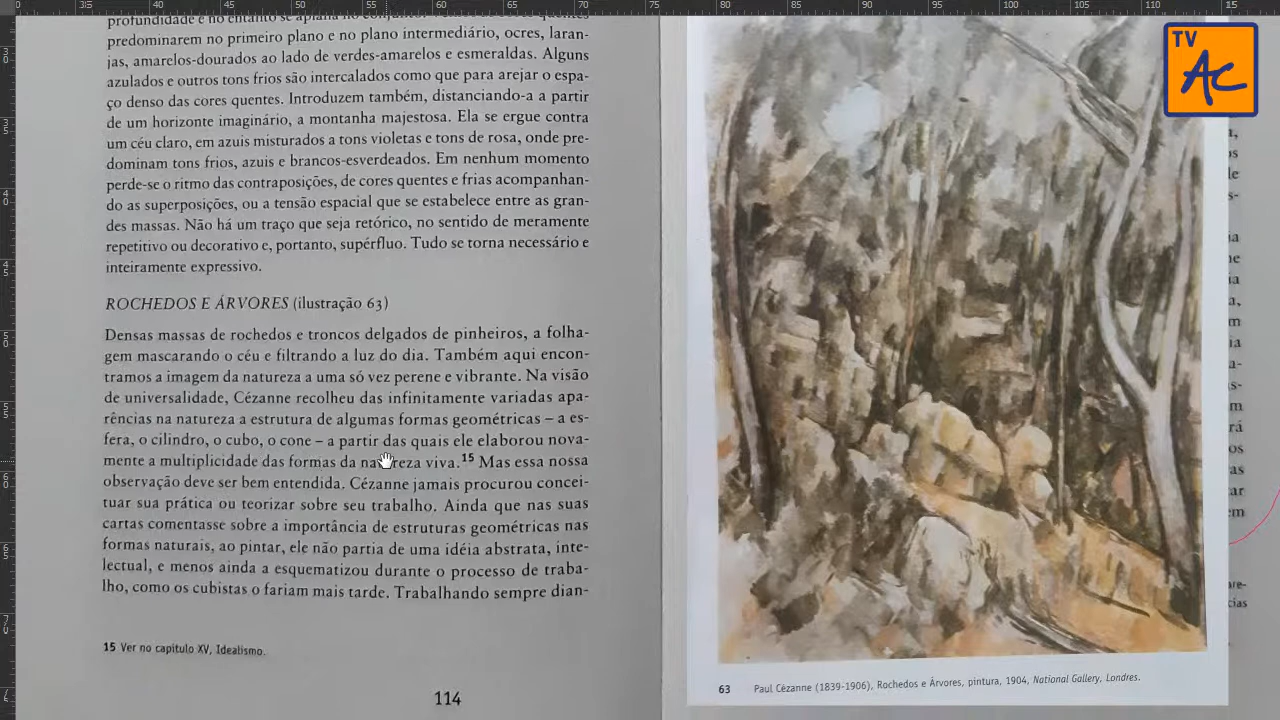 predominarem no primeiro plano e no plano intermediário, ocres, laran-
jas, amarelos-dourados ao lado de verdes-amarelos e esmeraldas. Alguns
azulados e outros tons frios são intercalados como que para arejar o espa-
ço denso das cores quentes. Introduzem também, distanciando-a a partir
de um horizonte imaginário, a montanha majestosa. Ela se ergue contra
um céu claro, em azuis misturados a tons violetas e tons de rosa, onde pre-
dominam tons frios, azuis e brancos-esverdeados. Em nenhum momento
perde-se o ritmo das contraposições, de cores quentes e frias acompanhan-
do as superposições, ou a tensão espacial que se estabelece entre as gran-
des massas. Não há um traço que seja retórico, no sentido de meramente
repetitivo ou decorativo e, portanto, supérfluo. Tudo se torna necessário e
inteiramente expressivo.
ROCHEDOS E ÁRVORES (ilustração 63)
Densas massas de rochedos e troncos delgados de pinheiros, a folha-
gem mascarando o céu e filtrando a luz do dia. Também aqui encon-
tramos a imagem da natureza a uma só vez perene e vibrante. Na visão
de universalidade, Cézanne recolheu das infinitamente variadas apa-
rências na natureza a estrutura de algumas formas geométricas – a es-
fera, o cilindro, o cubo, o cone – a partir das quais ele elaborou nova-
mente a multiplicidade das formas da natureza viva.15 Mas essa nossa
observação deve ser bem entendida. Cézanne jamais procurou concei-
tuar sua prática ou teorizar sobre seu trabalho. Ainda que nas suas
cartas comentasse sobre a importância de estruturas geométricas nas
formas naturais, ao pintar, ele não partia de uma idéia abstrata, inte-
lectual, e menos ainda a esquematizou durante o processo de traba-
lho, como os cubistas o fariam mais tarde. Trabalhando sempre dian-
15 Ver no capítulo XV, Idealismo.
114
63 Paul Cézanne (1839-1906), Rochedos e Árvores, pintura, 1904, National Gallery, Londres.
TV
AC